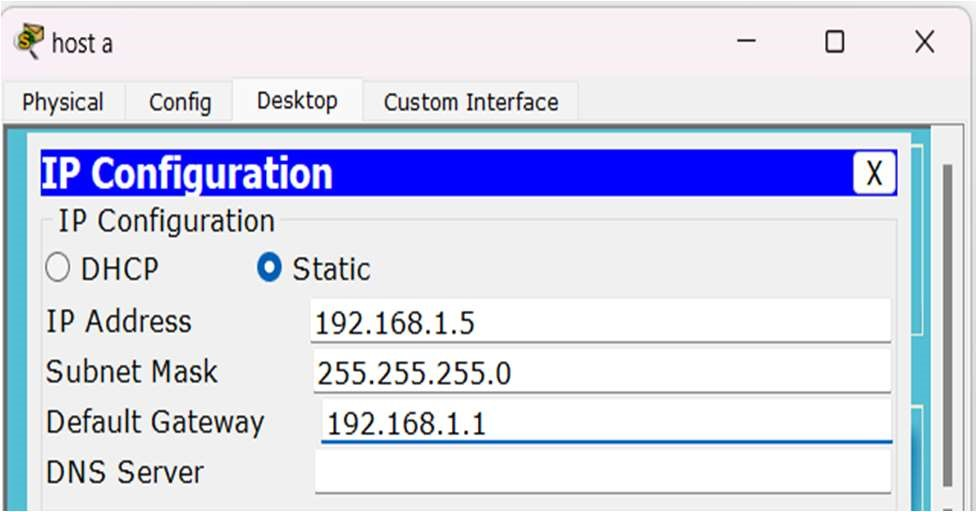 host a
Physical Config Desktop Custom Interface
IP Configuration X
IP Configuration
DHCP Static
IP Address 192.168.1.5
Subnet Mask 255.255.255.0
Default Gateway 192.168.1.1
DNS Server